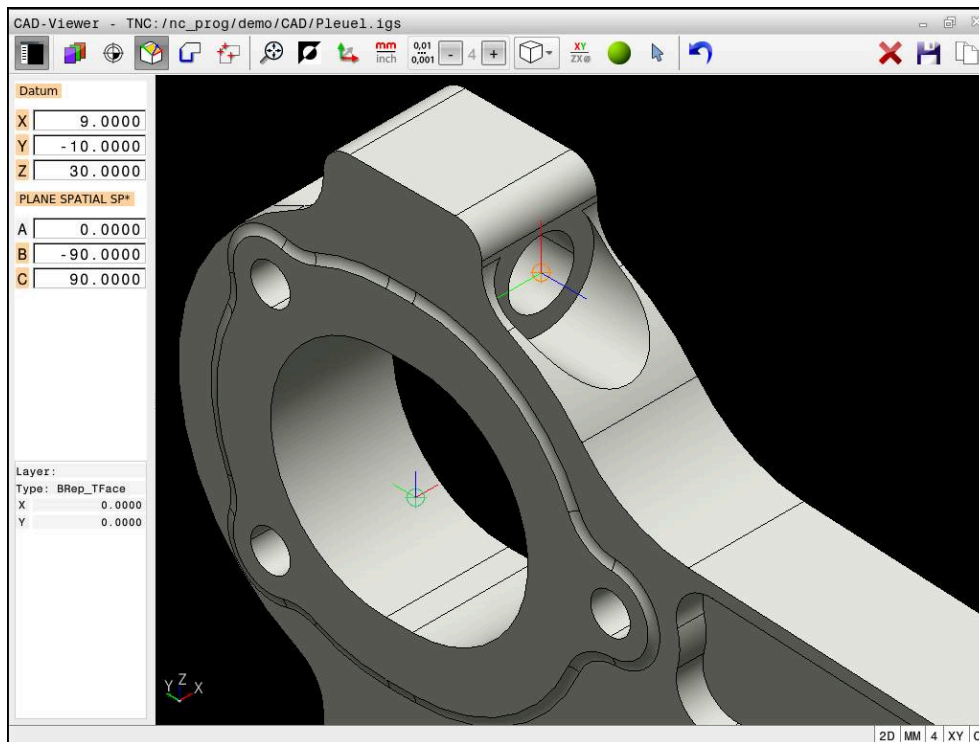 CAD-Viewer - TNC:/nc_prog/demo/CAD/Pleuel.igs
mm
inch
0,01
0,001
- 4 +
XY
ZX
Datum
X 9.0000
Y -10.0000
Z 30.0000
PLANE SPATIAL SP*
A 0.0000
B -90.0000
C 90.0000
Layer:
Type: BRep_TFace
X 0.0000
Y 0.0000
Y Z X
2D MM 4 XY